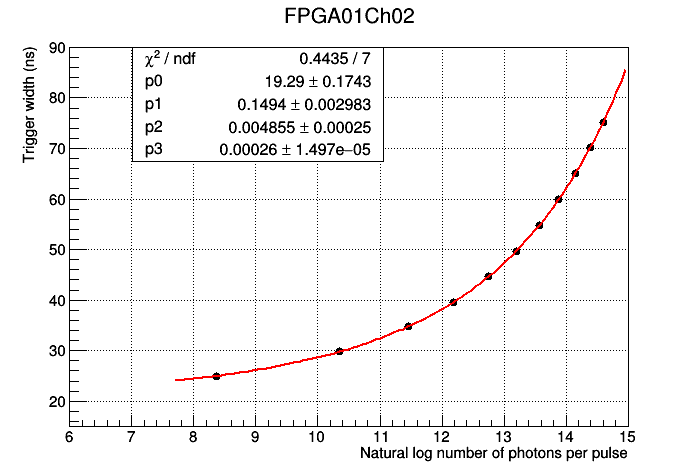 FPGA01Ch02
χ² / ndf 0.4435 / 7
p0 19.29 ± 0.1743
p1 0.1494 ± 0.002983
p2 0.004855 ± 0.00025
p3 0.00026 ± 1.497e−05
Trigger width (ns)
90
80
70
60
50
40
30
20
6 7 8 9 10 11 12 13 14 15
Natural log number of photons per pulse